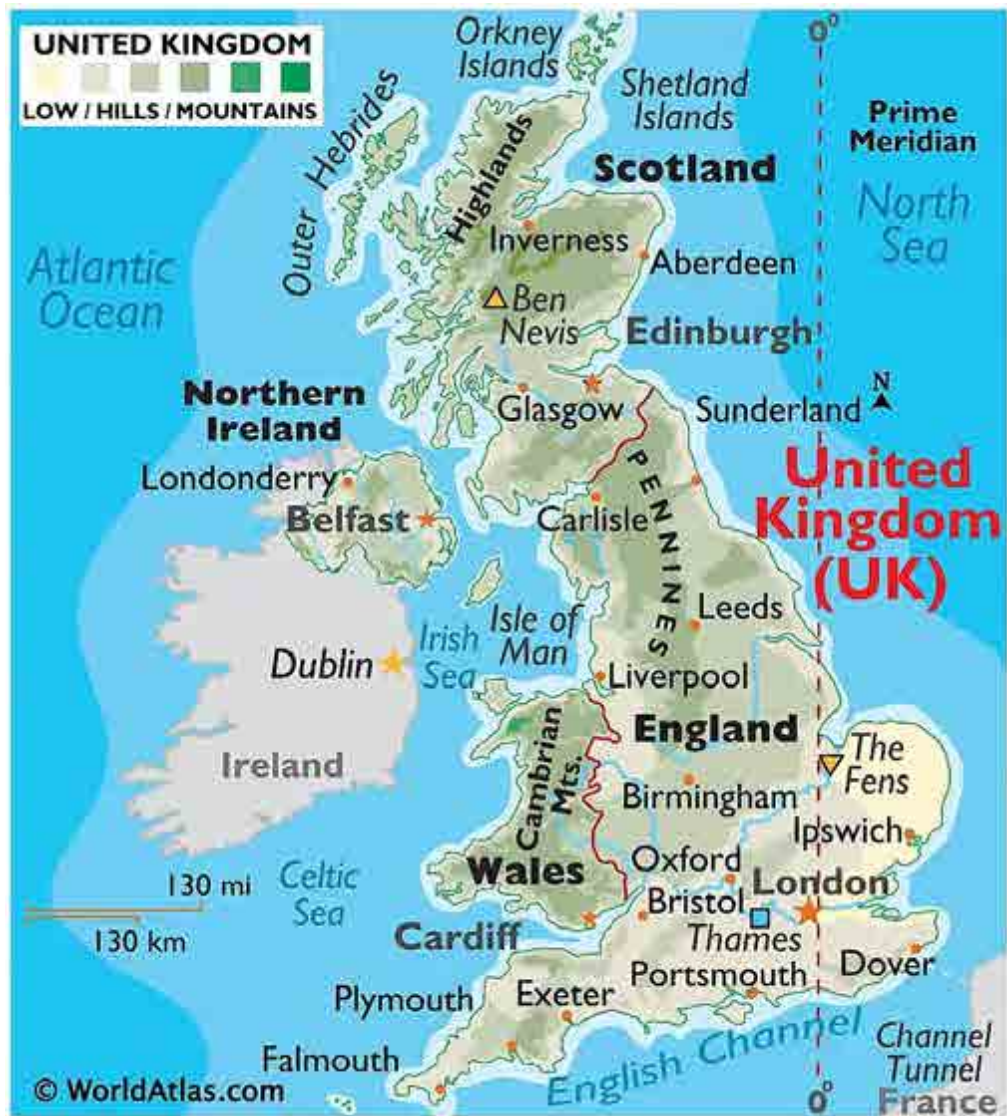 UNITED KINGDOM
LOW / HILLS / MOUNTAINS
Orkney
Islands
Shetland
Islands
0°
Prime
Meridian
North
Sea
Outer Hebrides
Highlands
Scotland
Inverness
Aberdeen
Atlantic
Ocean
Ben
Nevis
Edinburgh
Northern
Ireland
Glasgow
Sunderland
N
Londonderry
Belfast
Carlisle
PENNINES
United
Kingdom
(UK)
Isle of
Man
Leeds
Irish
Sea
Dublin
Liverpool
Ireland
Cambrian
Mts.
England
The
Fens
Birmingham
Ipswich
Wales
Oxford
London
130 mi
130 km
Celtic
Sea
Cardiff
Bristol
Thames
Dover
Portsmouth
Plymouth
Exeter
Falmouth
English Channel
Channel
Tunnel
France
0°
© WorldAtlas.com